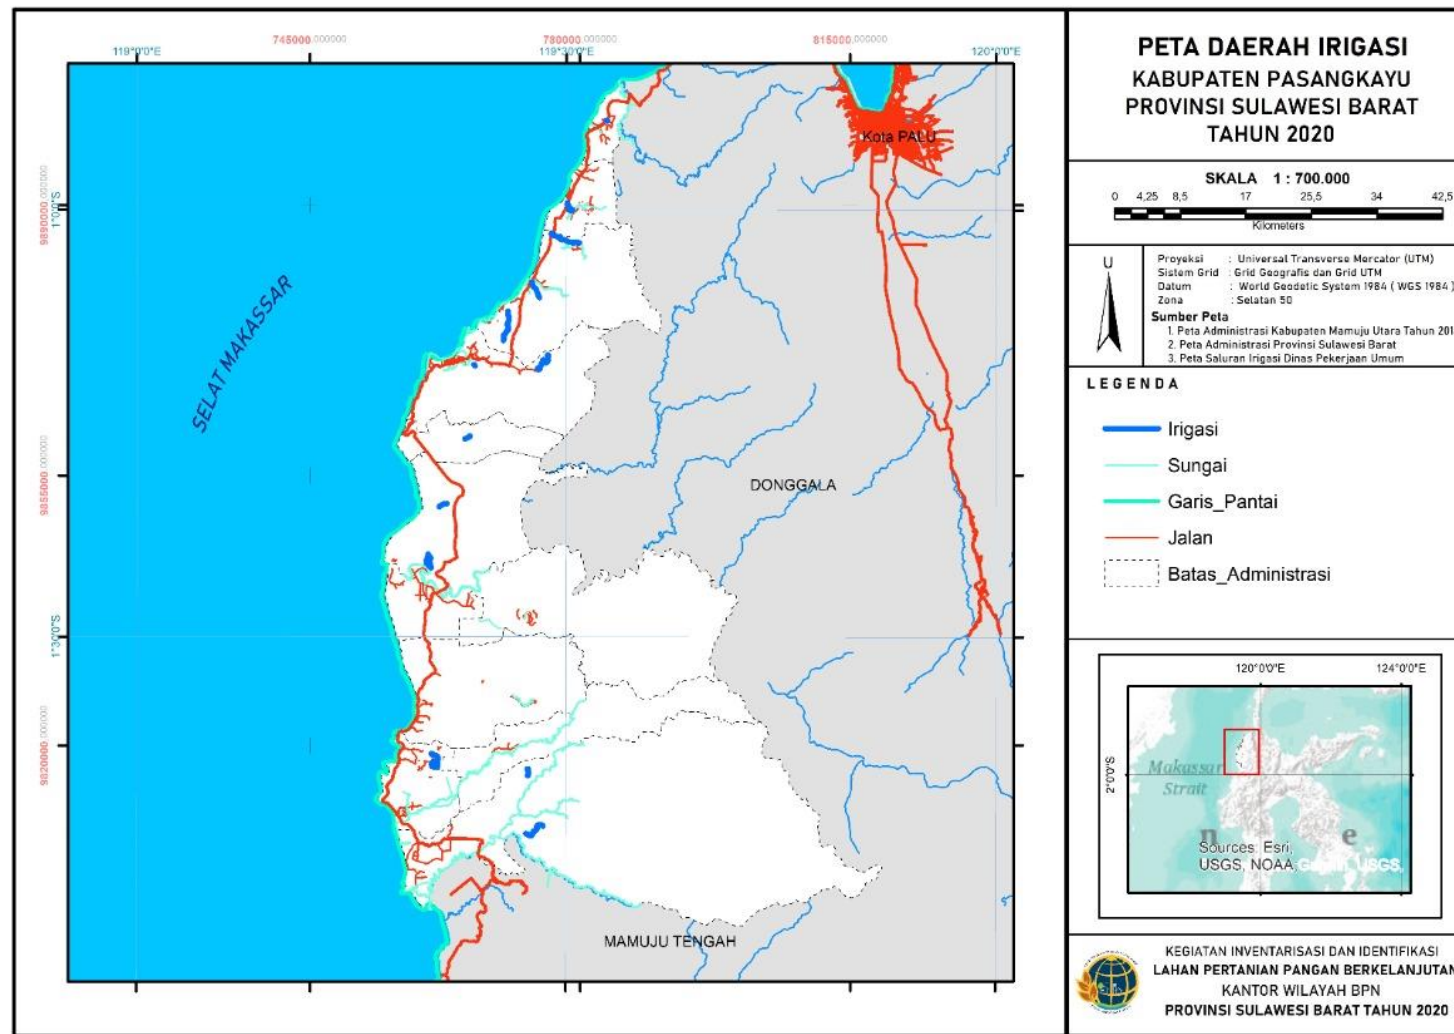 119°0'0"E
745000.000000
780000.000000
119°30'0"E
815000.000000
120°0'0"E
9890000.000000
1°0'0"S
9855000.000000
1°30'0"S
9820000.000000
SELAT MAKASSAR
Kota PALU
DONGGALA
MAMUJU TENGAH
PETA DAERAH IRIGASI
KABUPATEN PASANGKAYU
PROVINSI SULAWESI BARAT
TAHUN 2020
SKALA 1 : 700.000
0 4,25 8,5 17 25,5 34 42,5
Kilometers
U
Proyeksi : Universal Transverse Mercator (UTM)
Sistem Grid : Grid Geografis dan Grid UTM
Datum : World Geodetic System 1984 ( WGS 1984 )
Zona : Selatan 50
Sumber Peta
1. Peta Administrasi Kabupaten Mamuju Utara Tahun 201
2. Peta Administrasi Provinsi Sulawesi Barat
3. Peta Saluran Irigasi Dinas Pekerjaan Umum
LEGENDA
Irigasi
Sungai
Garis_Pantai
Jalan
Batas_Administrasi
120°0'0"E 124°0'0"E
2°0'0"S
Makassar
Strait
n e
Sources: Esri,
USGS, NOAA, USGS,
KEGIATAN INVENTARISASI DAN IDENTIFIKASI
LAHAN PERTANIAN PANGAN BERKELANJUTAN
KANTOR WILAYAH BPN
PROVINSI SULAWESI BARAT TAHUN 2020